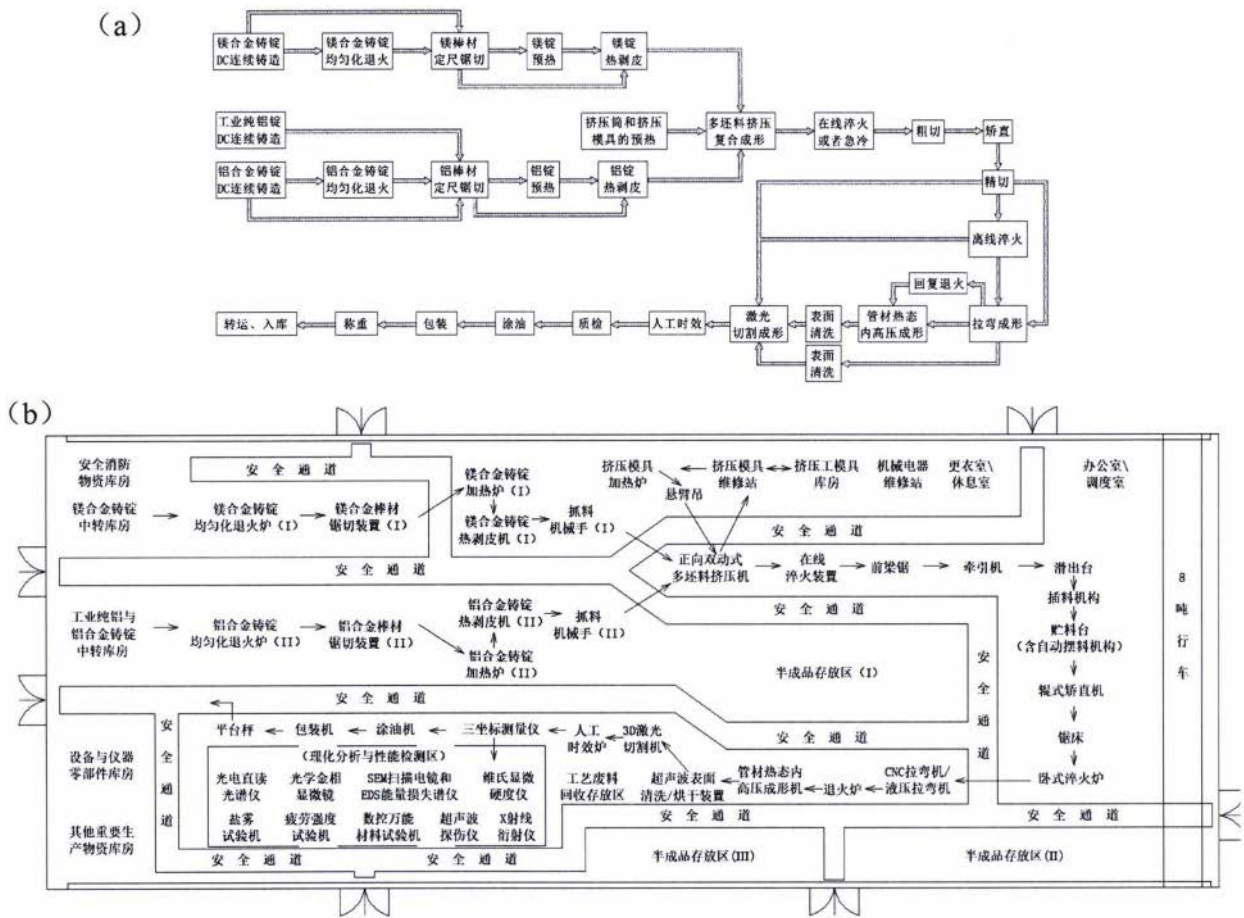 (a)
镁合金铸锭
DC连续铸造
镁合金铸锭
均匀化退火
镁棒材
定尺锯切
镁锭
预热
镁锭
热剥皮
工业纯铝锭
DC连续铸造
挤压筒和挤压
模具的预热
多坯料挤压
复合成形
在线淬火
或者急冷
粗切
矫直
铝合金铸锭
DC连续铸造
铝合金铸锭
均匀化退火
铝棒材
定尺锯切
铝锭
预热
铝锭
热剥皮
精切
离线淬火
回复退火
转运、入库
称重
包装
涂油
质检
人工时效
激光
切割成形
表面
清洗
管材热态
内高压成形
拉弯成形
表面
清洗
(b)
安全消防
物资库房
安全通道
镁合金铸锭
加热炉(I)
挤压模具
加热炉
挤压模具
维修站
挤压工模具
库房
机械电器
维修站
更衣室\
休息室
办公室\
调度室
悬臂吊
镁合金铸锭
中转库房
镁合金铸锭
均匀化退火炉(I)
镁合金棒材
锯切装置(I)
镁合金铸锭
热剥皮机(I)
抓料
机械手(I)
安全通道
安全通道
正向双动式
多坯料挤压机
在线
淬火装置
前梁锯
牵引机
滑出台
8吨行车
插料机构
工业纯铝与
铝合金铸锭
中转库房
铝合金铸锭
均匀化退火炉(II)
铝合金棒材
锯切装置(II)
铝合金铸锭
热剥皮机(II)
抓料
机械手(II)
安全通道
铝合金铸锭
加热炉(II)
贮料台
(含自动摆料机构)
半成品存放区(I)
安全通道
安全通道
辊式矫直机
安全通道
平台秤
包装机
涂油机
三坐标测量仪
人工
时效炉
3D激光
切割机
安全通道
锯床
设备与仪器
零部件库房
(理化分析与性能检测区)
光电直读
光谱仪
光学金相
显微镜
SEM扫描电镜和
EDS能量损失谱仪
维氏显微
硬度仪
工艺废料
回收存放区
超声波表面
清洗/烘干装置
管材热态内
高压成形机
退火炉
CNC拉弯机/
液压拉弯机
卧式淬火炉
其他重要生
产物资库房
盐雾
试验机
疲劳强度
试验机
数控万能
材料试验机
超声波
探伤仪
X射线
衍射仪
安全通道
安全通道
安全通道
安全通道
半成品存放区(III)
半成品存放区(II)